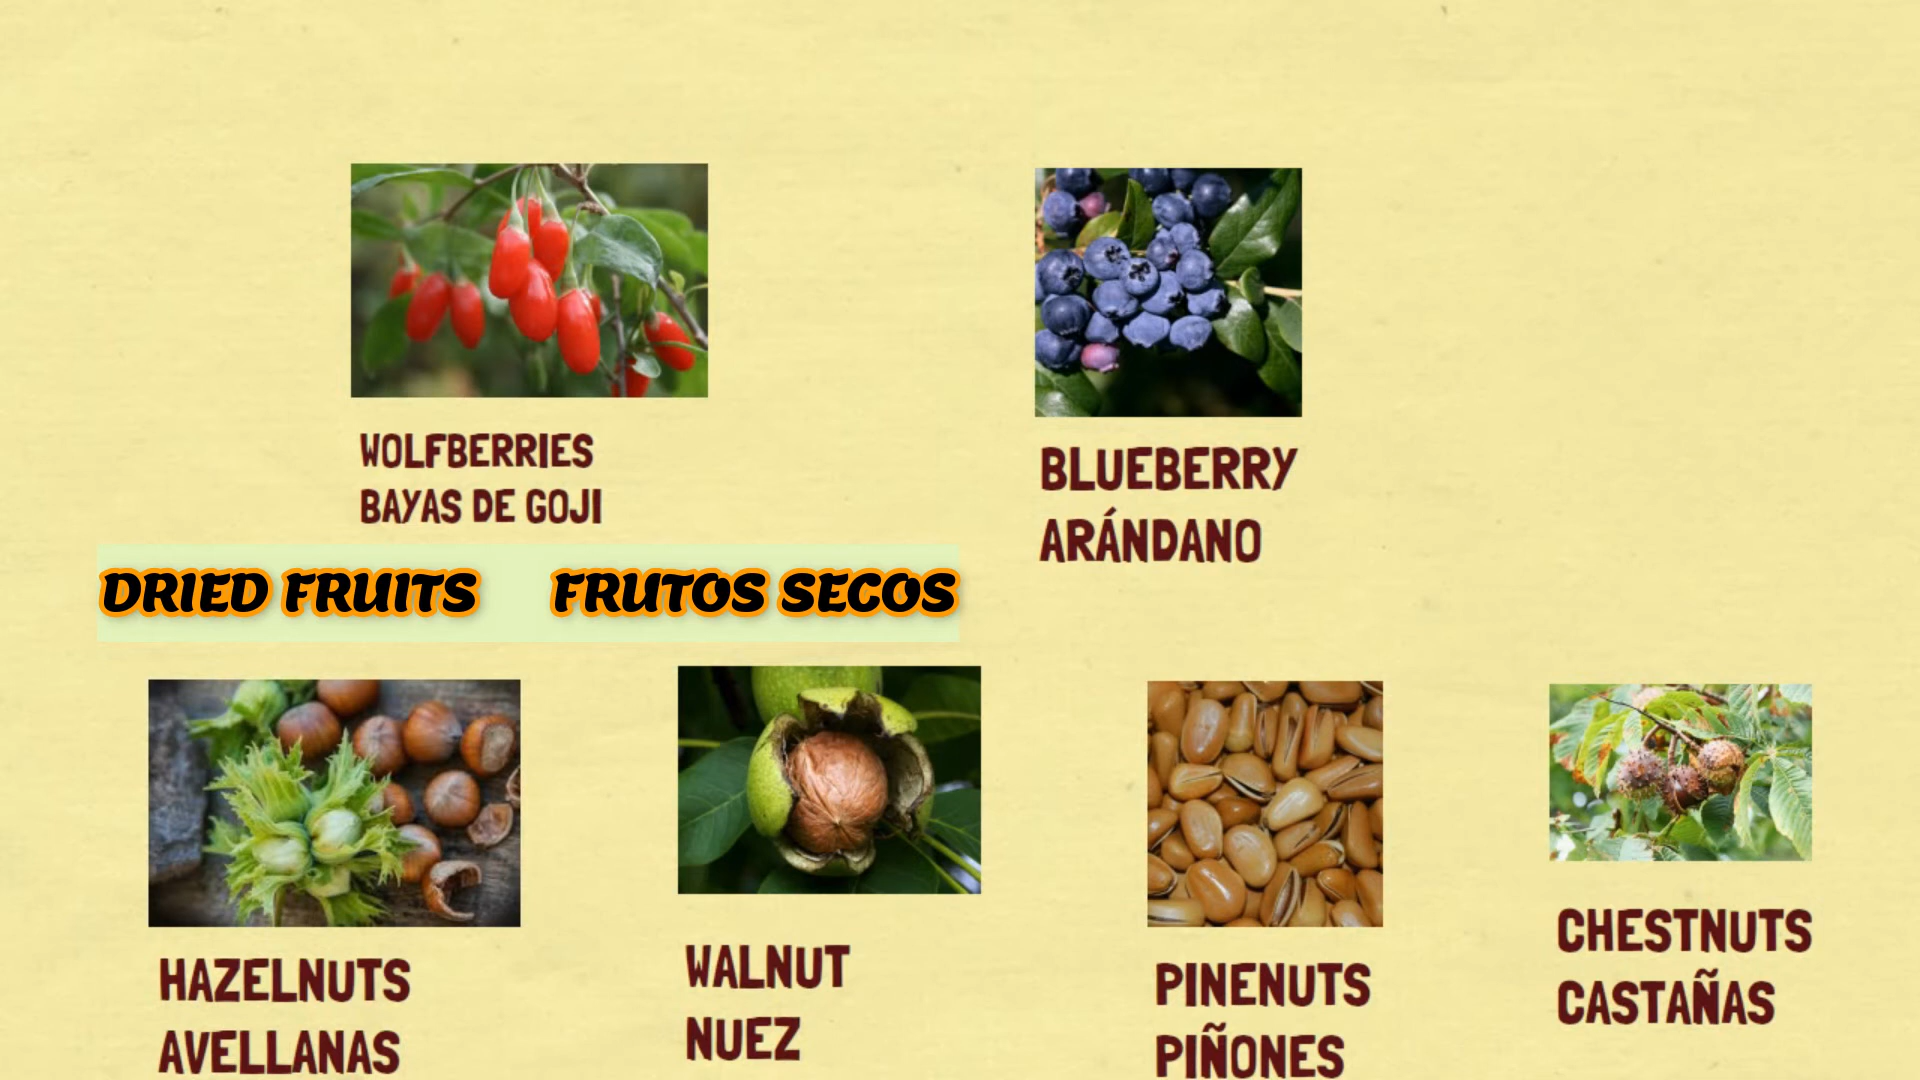 WOLFBERRIES
BAYAS DE GOJI
BLUEBERRY
ARÁNDANO
DRIED FRUITS FRUTOS SECOS
HAZELNUTS
AVELLANAS
WALNUT
NUEZ
PINENUTS
PIÑONES
CHESTNUTS
CASTAÑAS